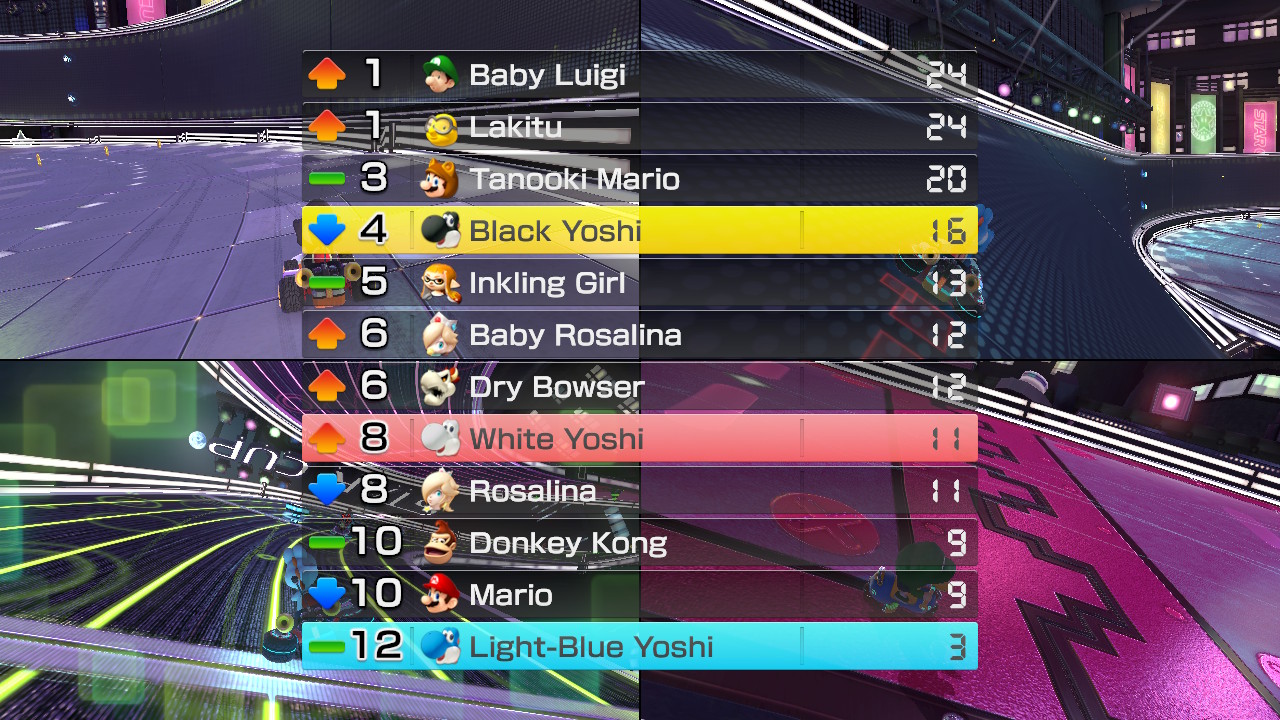 1 Baby Luigi 24
1 Lakitu 24
3 Tanooki Mario 20
4 Black Yoshi 16
5 Inkling Girl 13
6 Baby Rosalina 12
6 Dry Bowser 12
8 White Yoshi 11
8 Rosalina 11
10 Donkey Kong 9
10 Mario 9
12 Light-Blue Yoshi 3
CUP
STAR